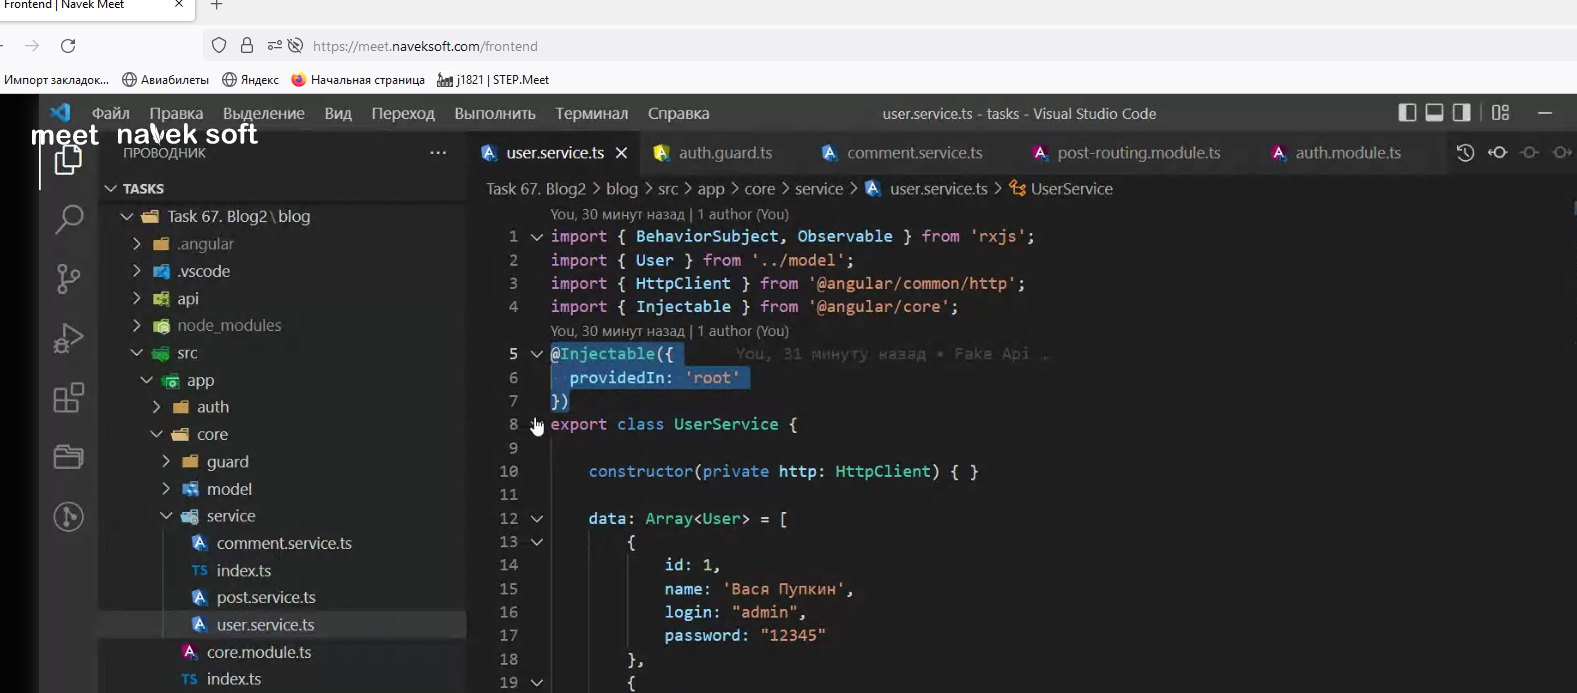 Frontend | Navek Meet
https://meet.naveksoft.com/frontend
Импорт закладок... Авиабилеты Яндекс Начальная страница j1821 | STEP.Meet
Файл Правка Выделение Вид Переход Выполнить Терминал Справка user.service.ts - tasks - Visual Studio Code
meet navek soft
ПРОВОДНИК ...
user.service.ts auth.guard.ts comment.service.ts post-routing.module.ts auth.module.ts
TASKS
Task 67. Blog2 \ blog
.angular
.vscode
api
node_modules
src
app
auth
core
guard
model
service
comment.service.ts
TS index.ts
post.service.ts
user.service.ts
core.module.ts
TS index.ts
Task 67. Blog2 > blog > src > app > core > service > user.service.ts > UserService
You, 30 минут назад | 1 author (You)
1 import { BehaviorSubject, Observable } from 'rxjs';
2 import { User } from '../model';
3 import { HttpClient } from '@angular/common/http';
4 import { Injectable } from '@angular/core';
You, 30 минут назад | 1 author (You)
5 @Injectable({ You, 31 минуту назад • Fake Api …
6 providedIn: 'root'
7 })
8 export class UserService {
9
10 constructor(private http: HttpClient) { }
11
12 data: Array<User> = [
13 {
14 id: 1,
15 name: 'Вася Пупкин',
16 login: "admin",
17 password: "12345"
18 },
19 {